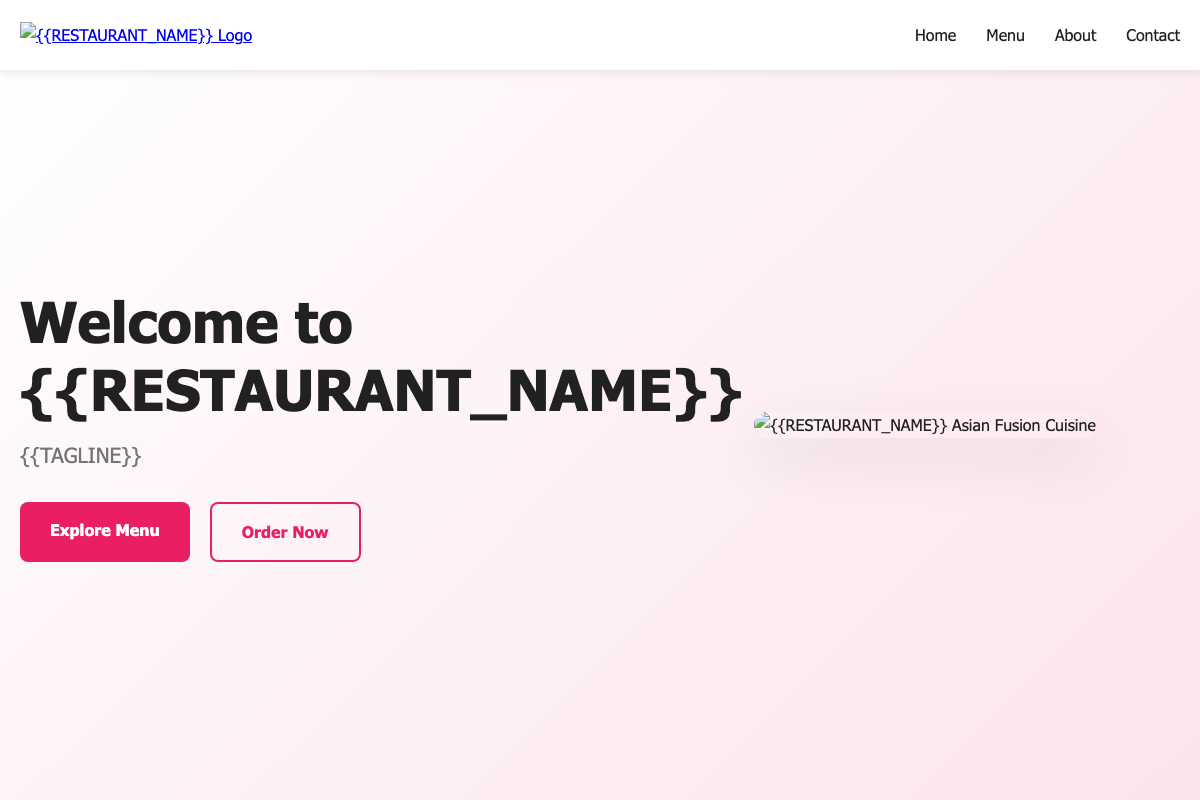 {{RESTAURANT_NAME}} Logo
Home Menu About Contact
Welcome to
{{RESTAURANT_NAME}}
{{TAGLINE}}
Explore Menu Order Now
{{RESTAURANT_NAME}} Asian Fusion Cuisine